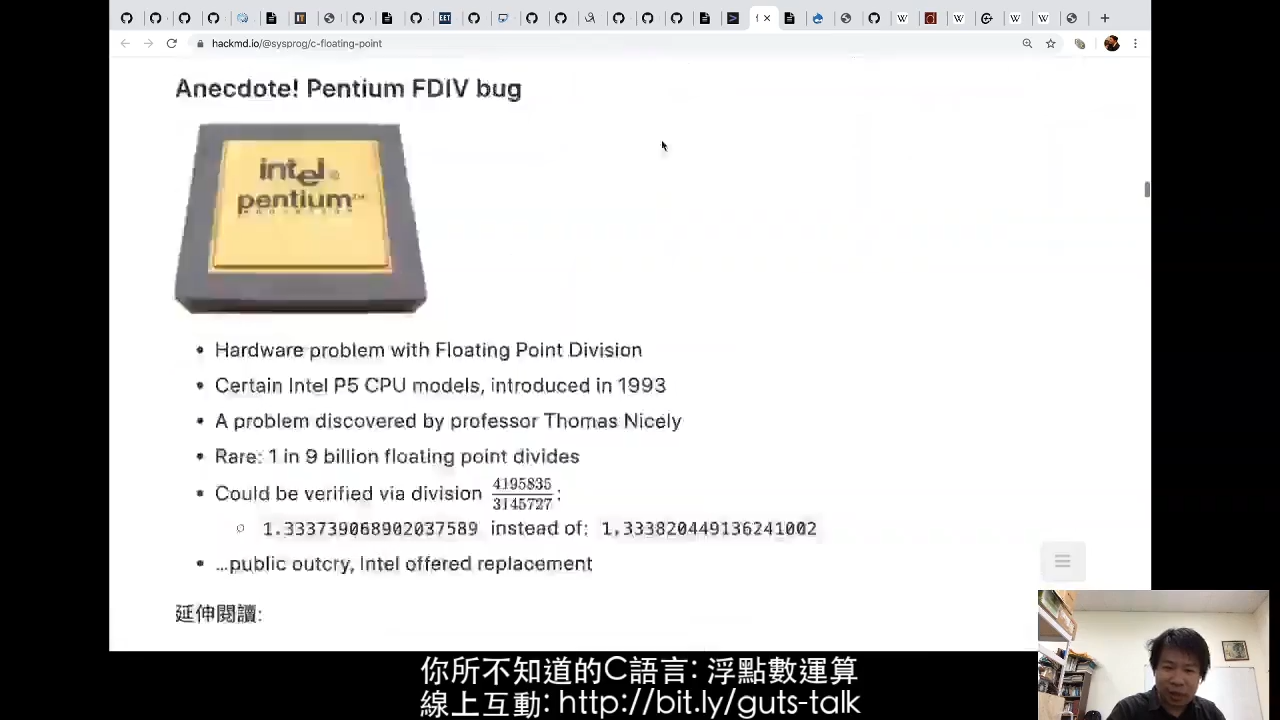 hackmd.io/@sysprog/c-floating-point
Anecdote! Pentium FDIV bug
intel®
pentium™
• Hardware problem with Floating Point Division
• Certain Intel P5 CPU models, introduced in 1993
• A problem discovered by professor Thomas Nicely
• Rare: 1 in 9 billion floating point divides
• Could be verified via division 4195835/3145727:
1.333739068902037589 instead of: 1,333820449136241002
• …public outcry, Intel offered replacement
延伸閱讀:
你所不知道的C語言: 浮點數運算
線上互動: http://bit.ly/guts-talk